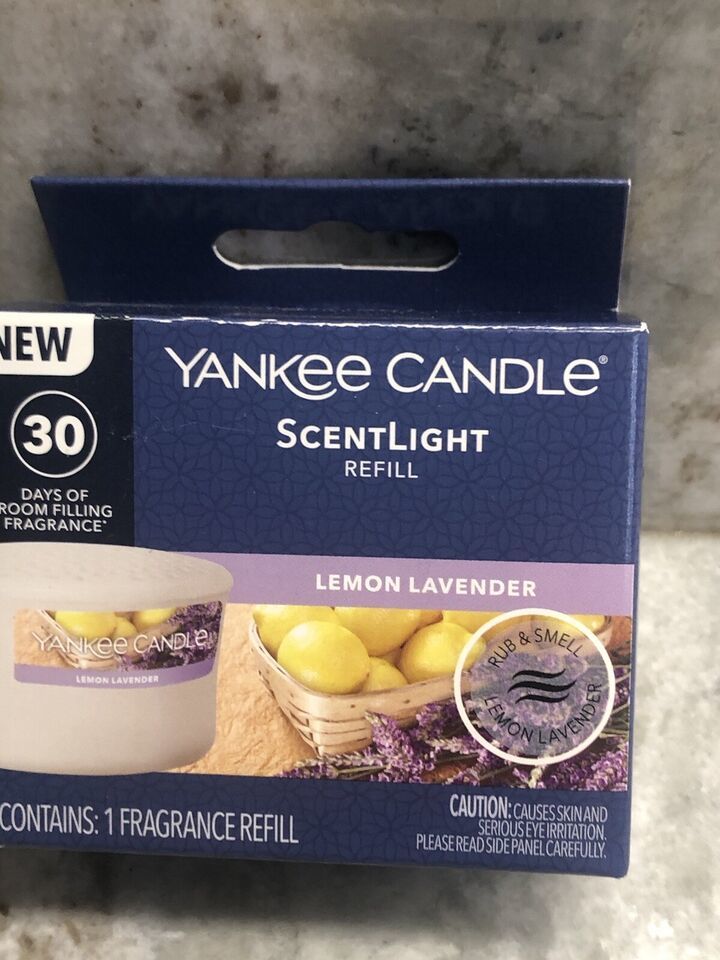 NEW
30
DAYS OF
ROOM FILLING
FRAGRANCE*
YANKee CANDLe®
SCENTLIGHT
REFILL
LEMON LAVENDER
YANKee CANDLe
LEMON LAVENDER
RUB & SMELL
LEMON LAVENDER
CONTAINS: 1 FRAGRANCE REFILL
CAUTION: CAUSES SKIN AND
SERIOUS EYE IRRITATION.
PLEASE READ SIDE PANEL CAREFULLY.